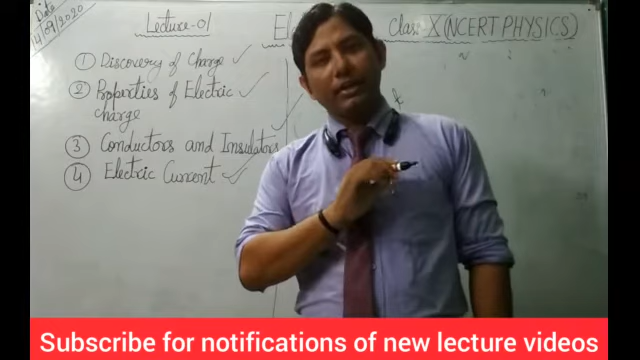 Date
14/09/2020
Lecture-01
El
Class-X (NCERT PHYSICS)
① Discovery of Charge ✓
② Properties of Electric ✓
charge
③ Conductors and Insulators ✓
④ Electric Current ✓
Subscribe for notifications of new lecture videos